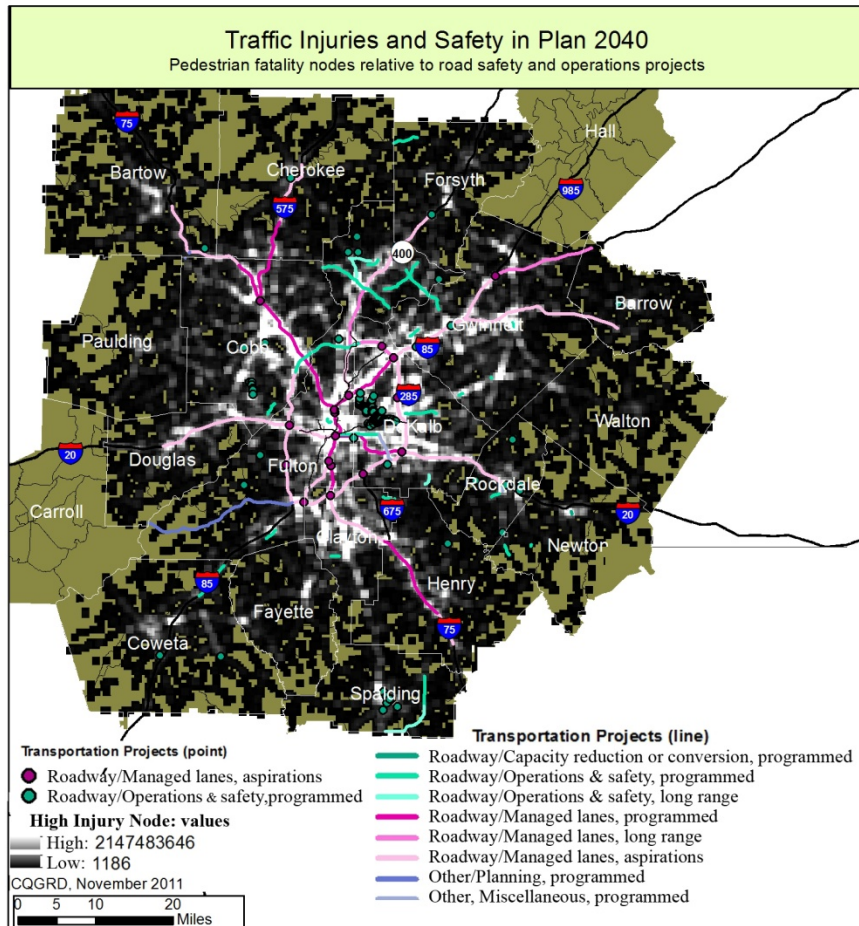 Traffic Injuries and Safety in Plan 2040
Pedestrian fatality nodes relative to road safety and operations projects
75
Hall
Bartow
Cherokee
Forsyth
985
575
400
Barrow
Gwinnett
Paulding
Cobb
85
285
Walton
DeKalb
20
Douglas
Fulton
Rockdale
Carroll
675
20
Clayton
Newton
85
Henry
Fayette
75
Coweta
Spalding
Transportation Projects (point)
Roadway/Managed lanes, aspirations
Roadway/Operations & safety,programmed
High Injury Node: values
High: 2147483646
Low: 1186
CQGRD, November 2011
0 5 10 20
Miles
Transportation Projects (line)
Roadway/Capacity reduction or conversion, programmed
Roadway/Operations & safety, programmed
Roadway/Operations & safety, long range
Roadway/Managed lanes, programmed
Roadway/Managed lanes, long range
Roadway/Managed lanes, aspirations
Other/Planning, programmed
Other, Miscellaneous, programmed